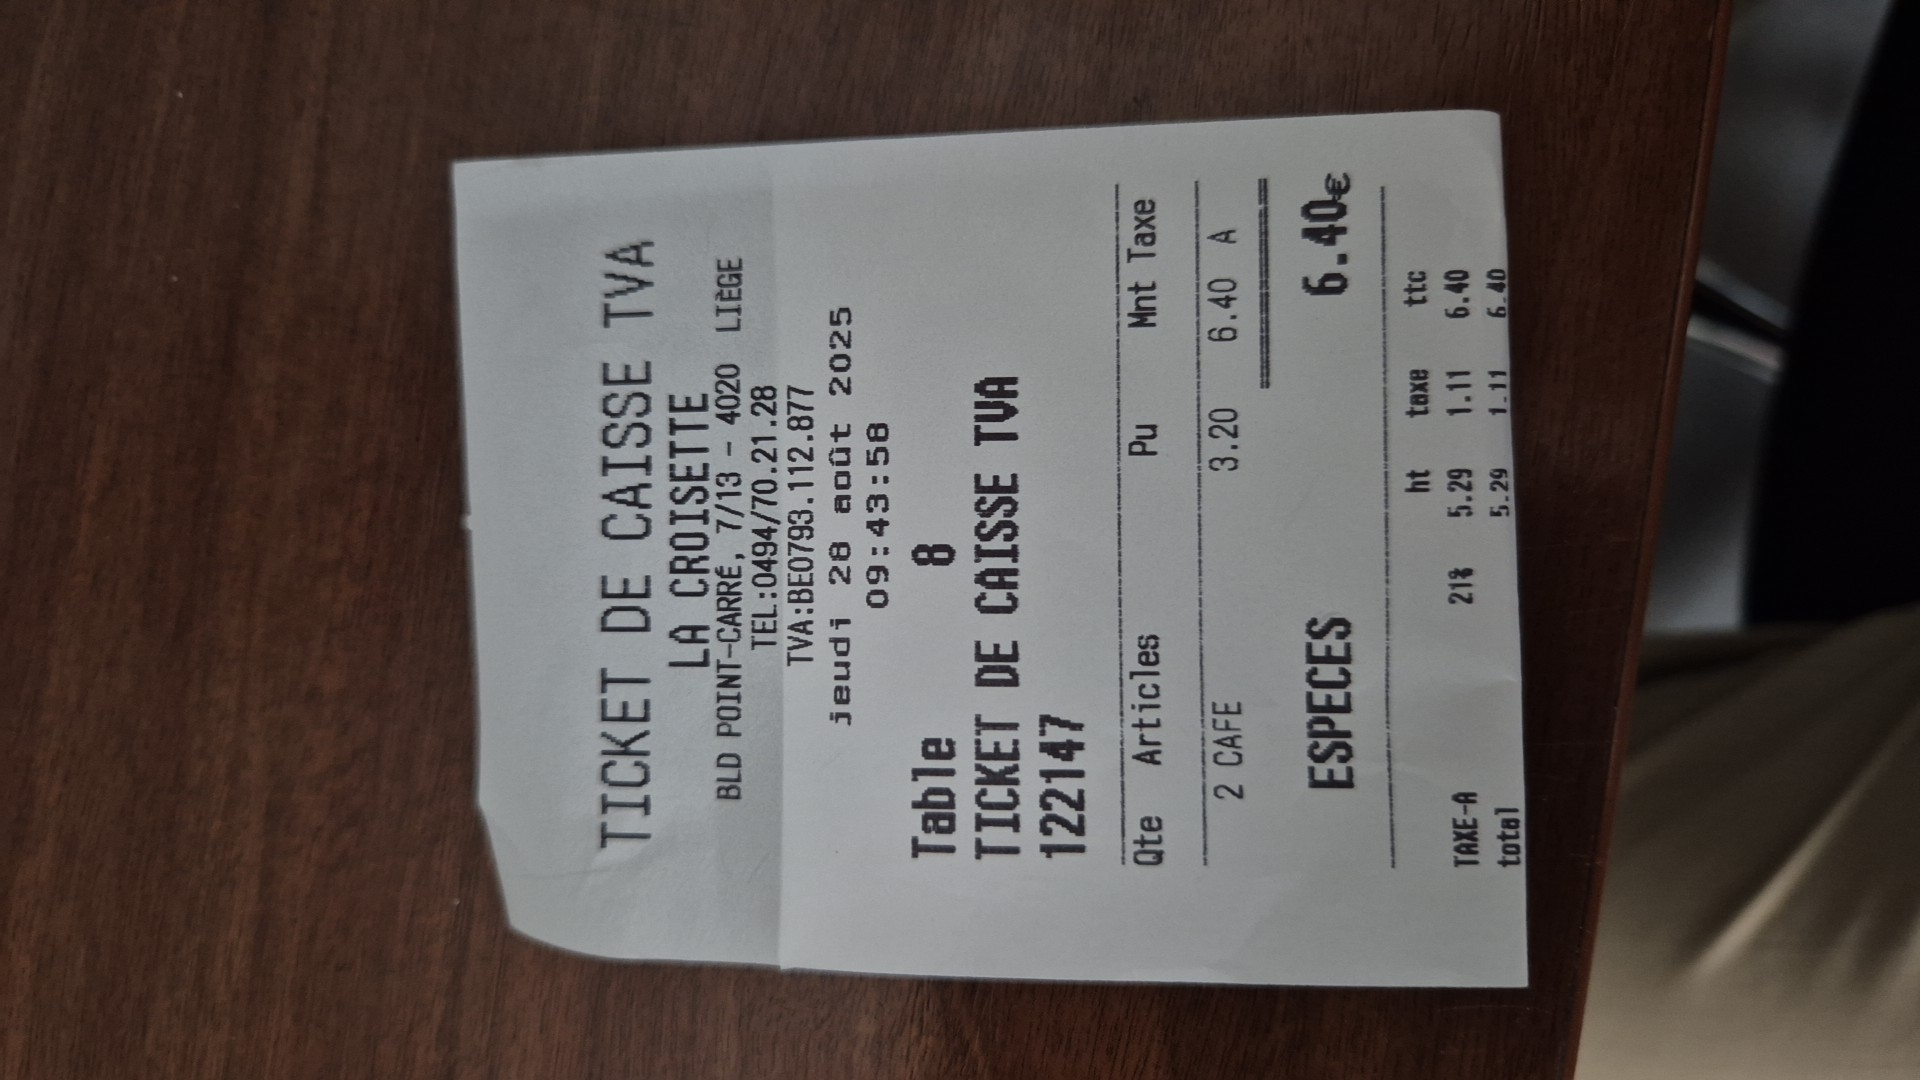 TICKET DE CAISSE TVA
LA CROISETTE
BLD POINT-CARRÉ, 7/13 - 4020 LIÈGE
TEL:0494/70.21.28
TVA:BE0793.112.877
jeudi 28 août 2025
09:43:58
Table 8
TICKET DE CAISSE TVA
122147
Qte Articles Pu Mnt Taxe
2 CAFE 3.20 6.40 A
ESPECES 6.40€
ht taxe ttc
TAXE-A 21% 5.29 1.11 6.40
total 5.29 1.11 6.40